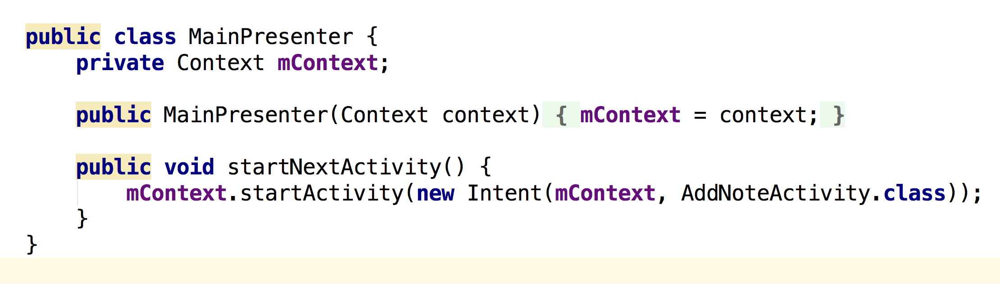 public class MainPresenter {
    private Context mContext;
    public MainPresenter(Context context) { mContext = context; }
    public void startNextActivity() {
        mContext.startActivity(new Intent(mContext, AddNoteActivity.class));
    }
}